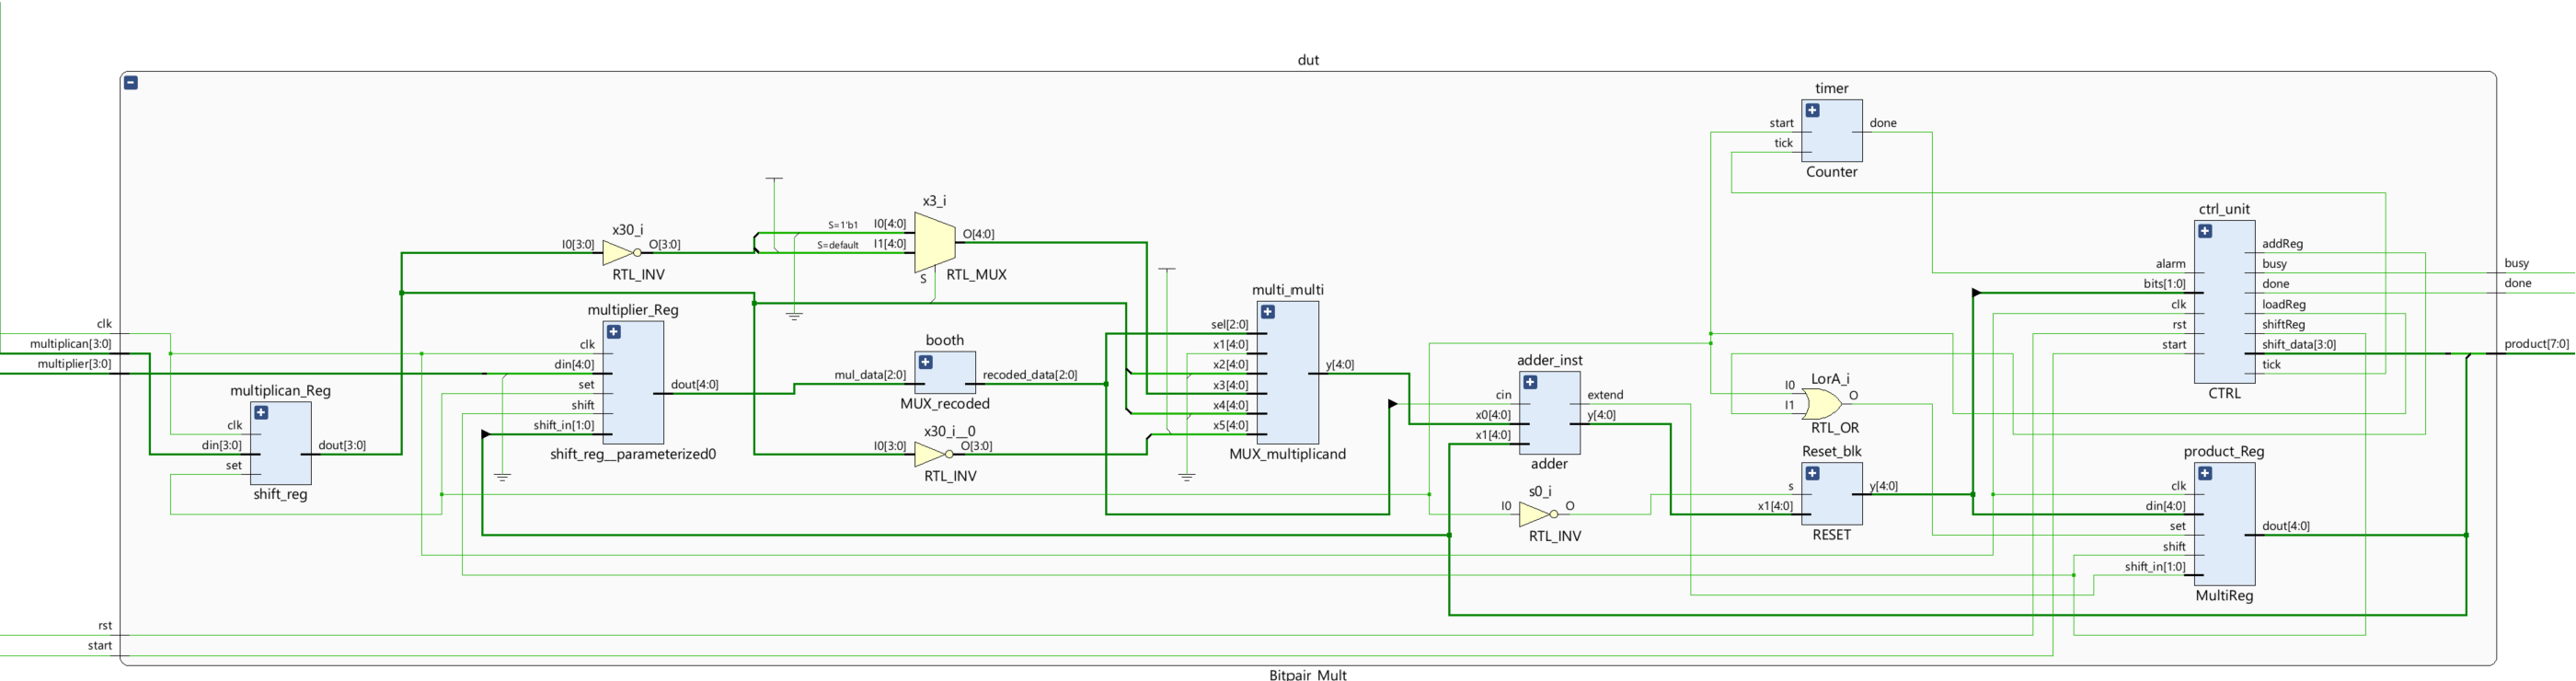 dut
timer
start
done
tick
Counter
ctrl_unit
addReg
alarm
busy
bits[1:0]
done
clk
loadReg
rst
shiftReg
start
shift_data[3:0]
tick
CTRL
busy
done
product[7:0]
x3_i
S=1'b1
I0[4:0]
O[4:0]
S=default
I1[4:0]
S
RTL_MUX
x30_i
I0[3:0]
O[3:0]
RTL_INV
multi_multi
sel[2:0]
x1[4:0]
x2[4:0]
y[4:0]
x3[4:0]
x4[4:0]
x5[4:0]
MUX_multiplicand
multiplier_Reg
clk
din[4:0]
set
dout[4:0]
shift
shift_in[1:0]
shift_reg__parameterized0
booth
mul_data[2:0]
recoded_data[2:0]
MUX_recoded
x30_i__0
I0[3:0]
O[3:0]
RTL_INV
clk
multiplican[3:0]
multiplier[3:0]
multiplican_Reg
clk
din[3:0]
dout[3:0]
set
shift_reg
adder_inst
cin
extend
x0[4:0]
y[4:0]
x1[4:0]
adder
LorA_i
I0
O
I1
RTL_OR
s0_i
I0
O
RTL_INV
Reset_blk
s
y[4:0]
x1[4:0]
RESET
product_Reg
clk
din[4:0]
set
dout[4:0]
shift
shift_in[1:0]
MultiReg
rst
start
Bitpair_Mult